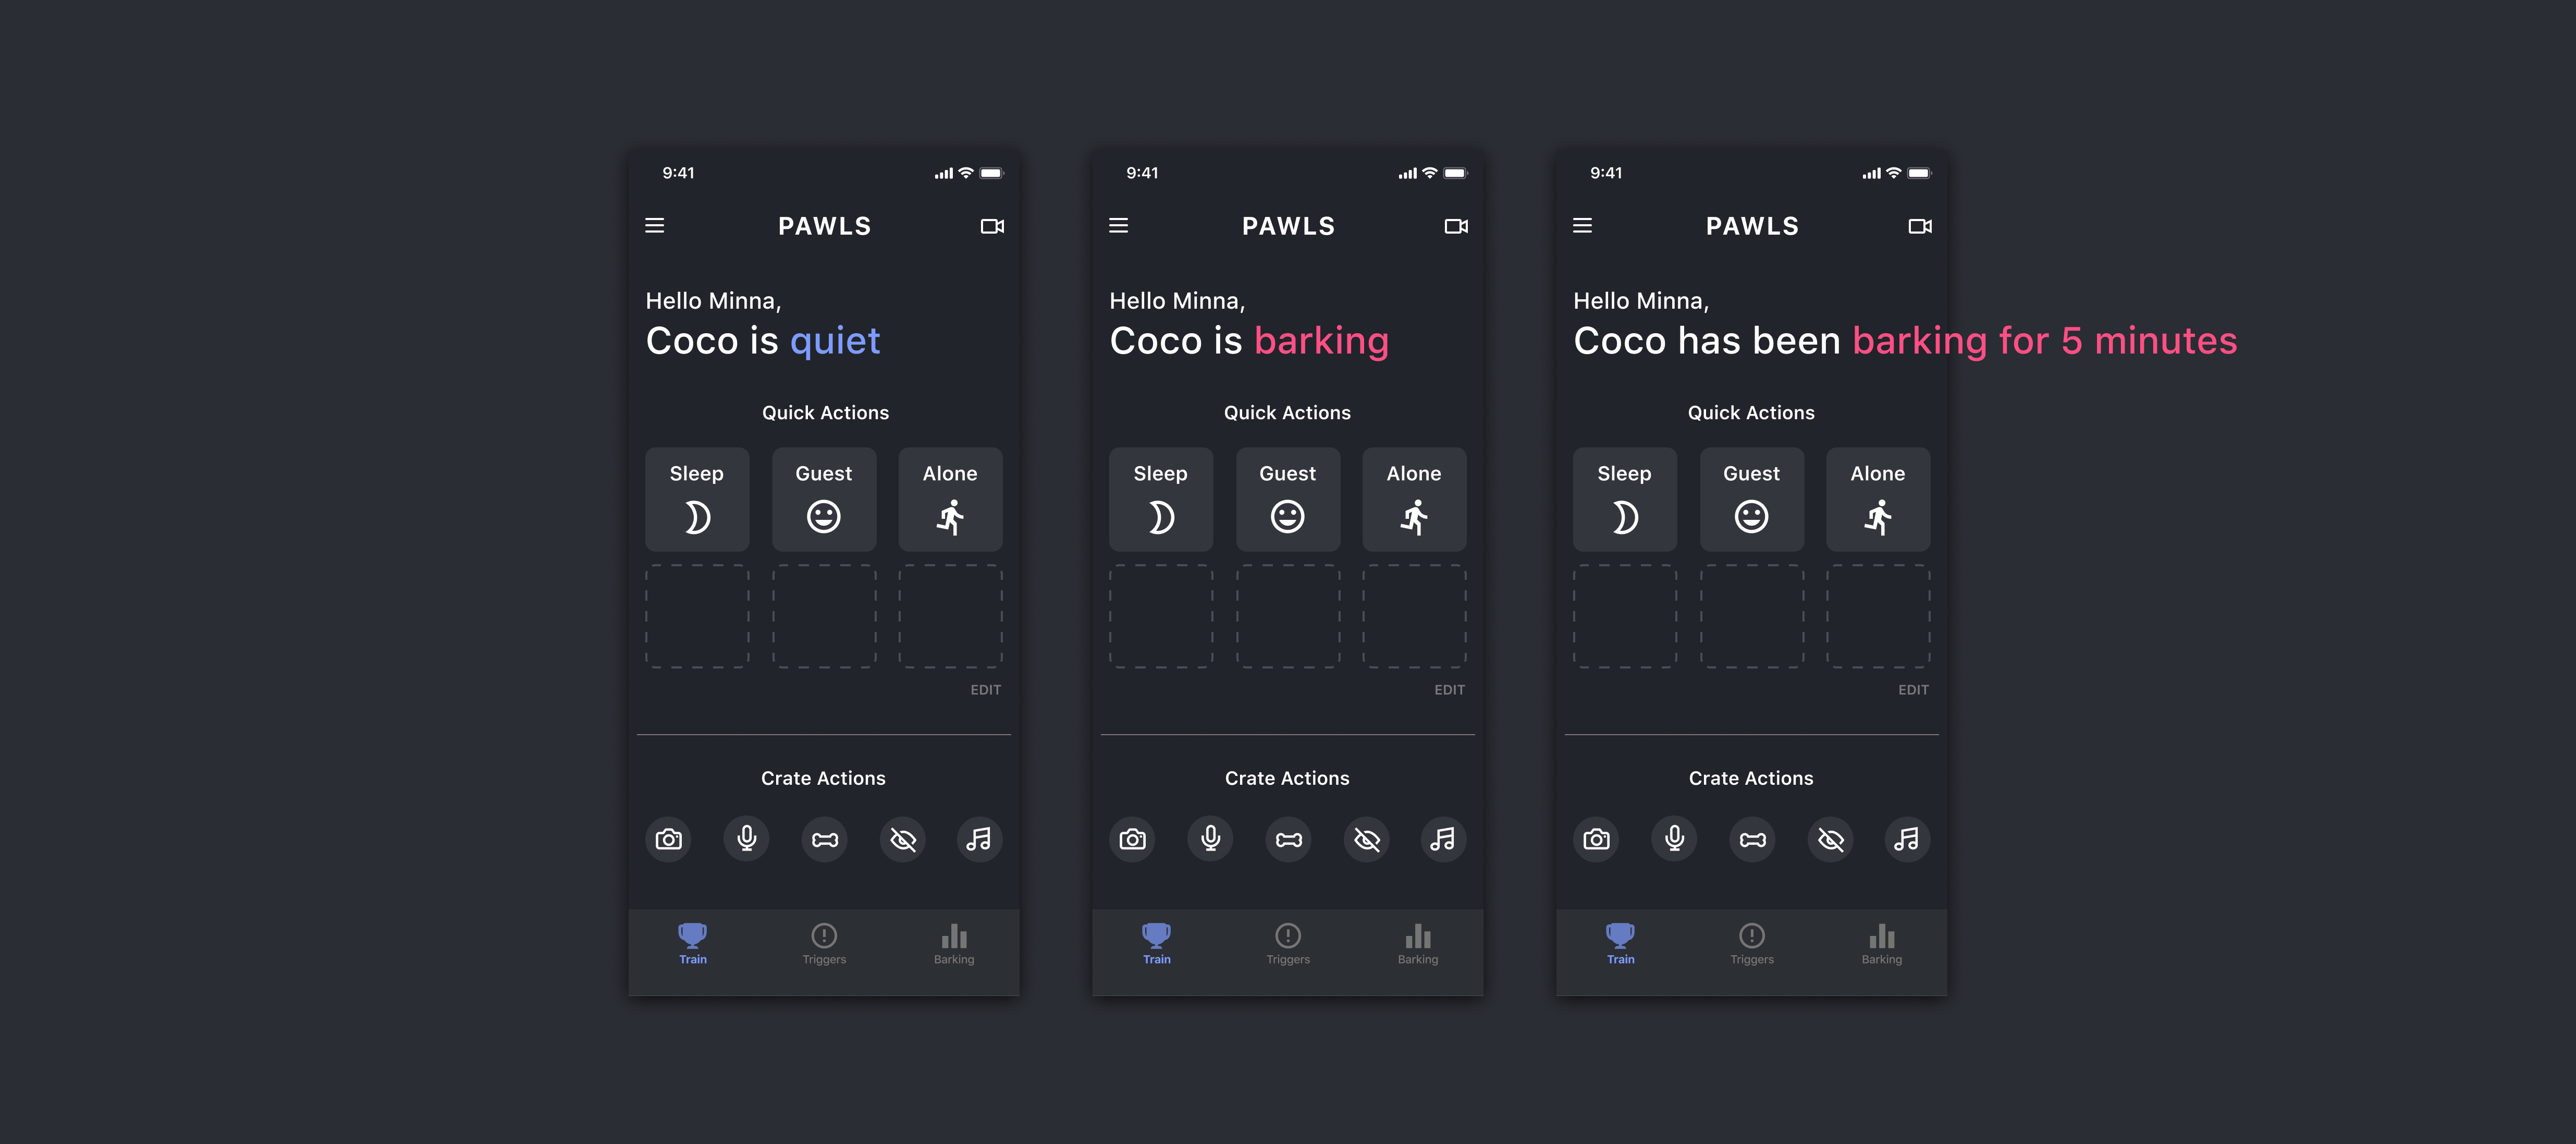 9:41
PAWLS
Hello Minna,
Coco is quiet
Quick Actions
Sleep
Guest
Alone
EDIT
Crate Actions
Train
Triggers
Barking
9:41
PAWLS
Hello Minna,
Coco is barking
Quick Actions
Sleep
Guest
Alone
EDIT
Crate Actions
Train
Triggers
Barking
9:41
PAWLS
Hello Minna,
Coco has been barking for 5 minutes
Quick Actions
Sleep
Guest
Alone
EDIT
Crate Actions
Train
Triggers
Barking